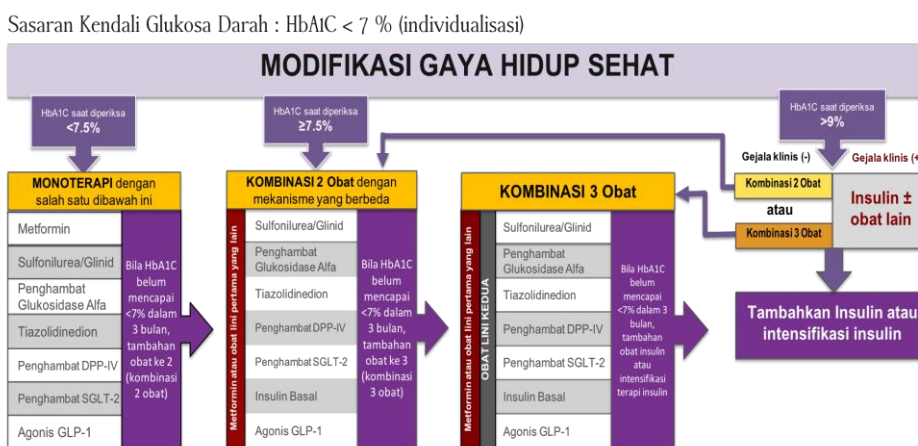 Sasaran Kendali Glukosa Darah : HbA1C < 7 % (individualisasi)
MODIFIKASI GAYA HIDUP SEHAT
HbA1C saat diperiksa
<7.5%
MONOTERAPI dengan
salah satu dibawah ini
Metformin
Sulfonilurea/Glinid
Penghambat
Glukosidase Alfa
Tiazolidinedion
Penghambat DPP-IV
Penghambat SGLT-2
Agonis GLP-1
Bila HbA1C
belum
mencapai
<7% dalam
3 bulan,
tambahan
obat ke 2
(kombinasi
2 obat)
HbA1C saat diperiksa
≥7.5%
KOMBINASI 2 Obat dengan
mekanisme yang berbeda
Metformin atau obat lini pertama yang lain
Sulfonilurea/Glinid
Penghambat
Glukosidase Alfa
Tiazolidinedion
Penghambat DPP-IV
Penghambat SGLT-2
Insulin Basal
Agonis GLP-1
Bila HbA1C
belum
mencapai
<7% dalam
3 bulan,
tambahan
obat ke 3
(kombinasi
3 obat)
KOMBINASI 3 Obat
Metformin atau obat lini pertama yang lain
OBAT LINI KEDUA
Sulfonilurea/Glinid
Penghambat
Glukosidase Alfa
Tiazolidinedion
Penghambat DPP-IV
Penghambat SGLT-2
Insulin Basal
Agonis GLP-1
Bila HbA1C
belum
mencapai
<7% dalam 3
bulan,
tambahan
obat insulin
atau
intensifikasi
terapi insulin
HbA1C saat diperiksa
>9%
Gejala klinis (-)
Gejala klinis (+
Kombinasi 2 Obat
atau
Kombinasi 3 Obat
Insulin ±
obat lain
Tambahkan Insulin atau
intensifikasi insulin